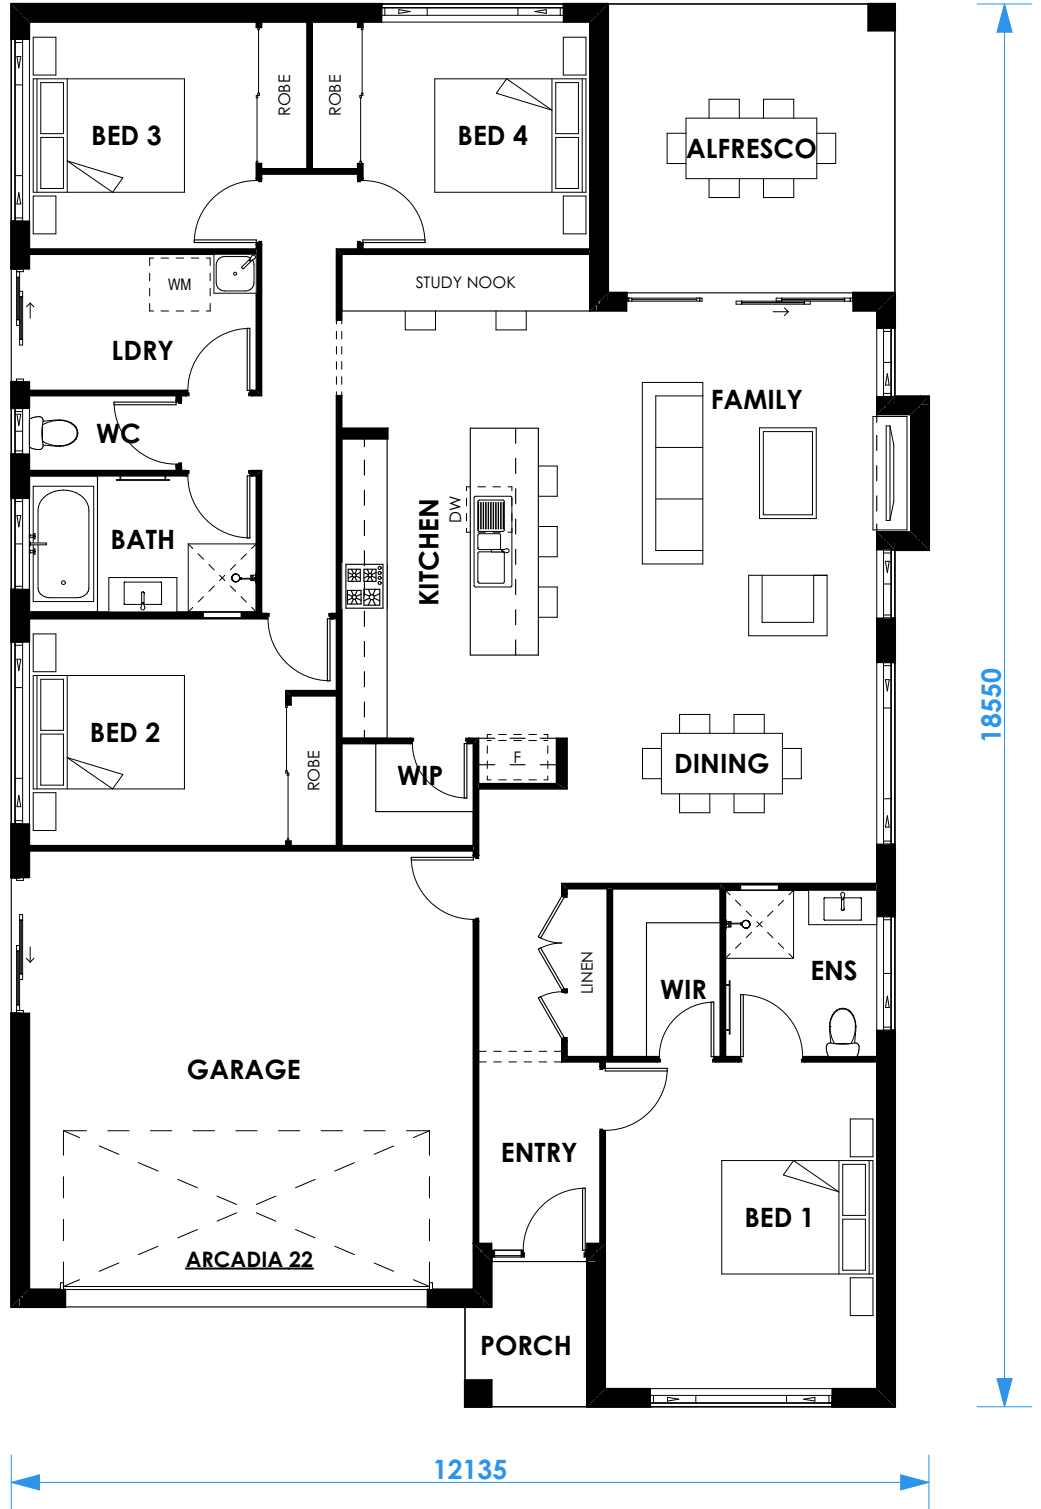 BED 3
ROBE
ROBE
BED 4
ALFRESCO
WM
STUDY NOOK
LDRY
FAMILY
WC
BATH
KITCHEN
DW
18550
BED 2
ROBE
WIP
F
DINING
LINEN
WIR
ENS
GARAGE
ENTRY
BED 1
ARCADIA 22
PORCH
12135